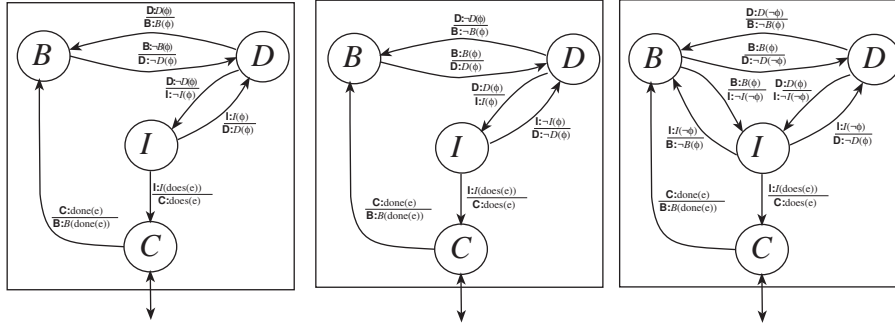 D:D(ϕ)
B:B(ϕ)
B:¬B(ϕ)
D:¬D(ϕ)
B
D
D:¬D(ϕ)
I:¬I(ϕ)
I:I(ϕ)
D:D(ϕ)
I
I:I(does(e))
C:does(e)
C:done(e)
B:B(done(e))
C
D:¬D(ϕ)
B:¬B(ϕ)
B:B(ϕ)
D:D(ϕ)
B
D
D:D(ϕ)
I:I(ϕ)
I:¬I(ϕ)
D:¬D(ϕ)
I
I:I(does(e))
C:does(e)
C:done(e)
B:B(done(e))
C
D:D(¬ϕ)
B:¬B(ϕ)
B:B(ϕ)
D:¬D(¬ϕ)
B
D
B:B(ϕ)
I:¬I(¬ϕ)
D:D(ϕ)
I:¬I(¬ϕ)
I:I(¬ϕ)
B:¬B(ϕ)
I:I(¬ϕ)
D:¬D(ϕ)
I
I:I(does(e))
C:does(e)
C:done(e)
B:B(done(e))
C